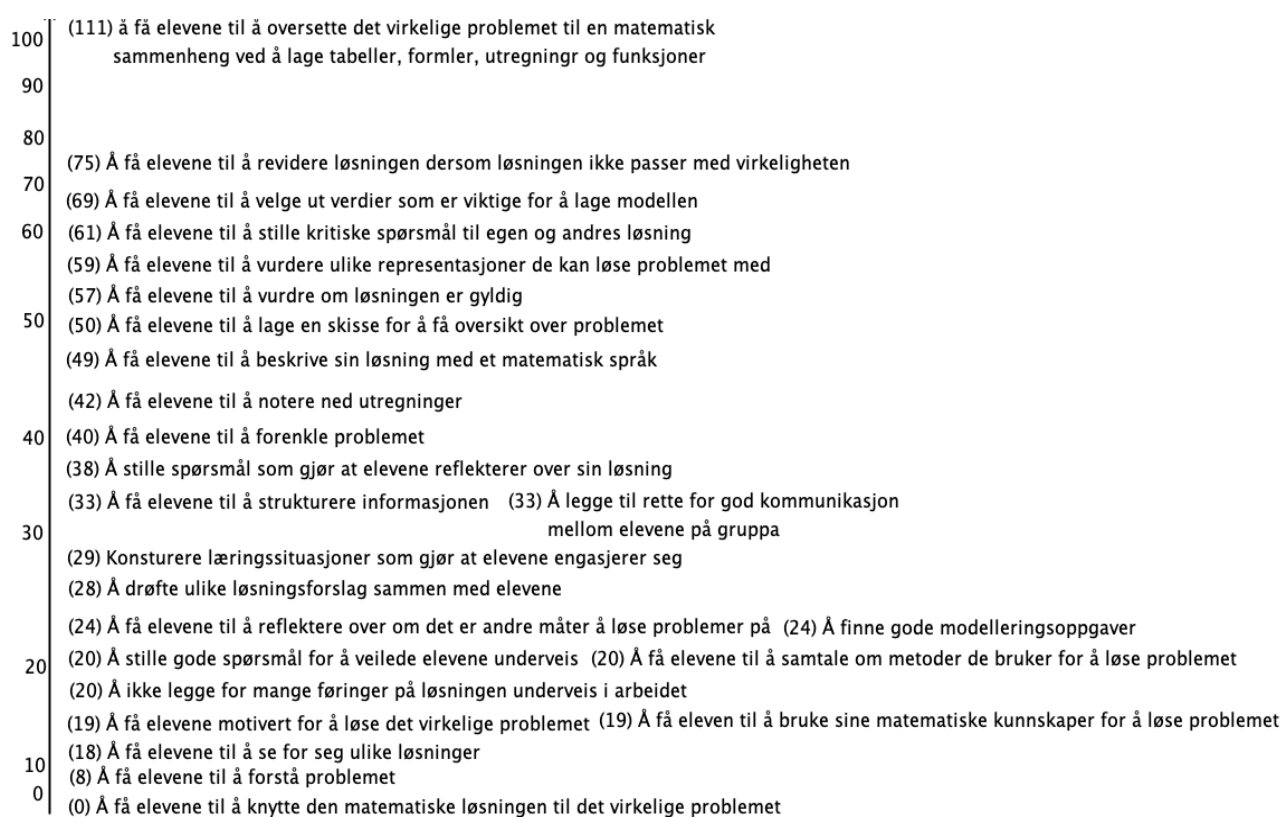 100
(111) å få elevene til å oversette det virkelige problemet til en matematisk
sammenheng ved å lage tabeller, formler, utregningr og funksjoner
90
80
(75) Å få elevene til å revidere løsningen dersom løsningen ikke passer med virkeligheten
70
(69) Å få elevene til å velge ut verdier som er viktige for å lage modellen
60
(61) Å få elevene til å stille kritiske spørsmål til egen og andres løsning
(59) Å få elevene til å vurdere ulike representasjoner de kan løse problemet med
(57) Å få elevene til å vurdre om løsningen er gyldig
50
(50) Å få elevene til å lage en skisse for å få oversikt over problemet
(49) Å få elevene til å beskrive sin løsning med et matematisk språk
(42) Å få elevene til å notere ned utregninger
40
(40) Å få elevene til å forenkle problemet
(38) Å stille spørsmål som gjør at elevene reflekterer over sin løsning
(33) Å få elevene til å strukturere informasjonen
(33) Å legge til rette for god kommunikasjon
mellom elevene på gruppa
30
(29) Konsturere læringssituasjoner som gjør at elevene engasjerer seg
(28) Å drøfte ulike løsningsforslag sammen med elevene
(24) Å få elevene til å reflektere over om det er andre måter å løse problemer på
(24) Å finne gode modelleringsoppgaver
20
(20) Å stille gode spørsmål for å veilede elevene underveis
(20) Å få elevene til å samtale om metoder de bruker for å løse problemet
(20) Å ikke legge for mange føringer på løsningen underveis i arbeidet
(19) Å få elevene motivert for å løse det virkelige problemet
(19) Å få eleven til å bruke sine matematiske kunnskaper for å løse problemet
(18) Å få elevene til å se for seg ulike løsninger
10
(8) Å få elevene til å forstå problemet
0
(0) Å få elevene til å knytte den matematiske løsningen til det virkelige problemet